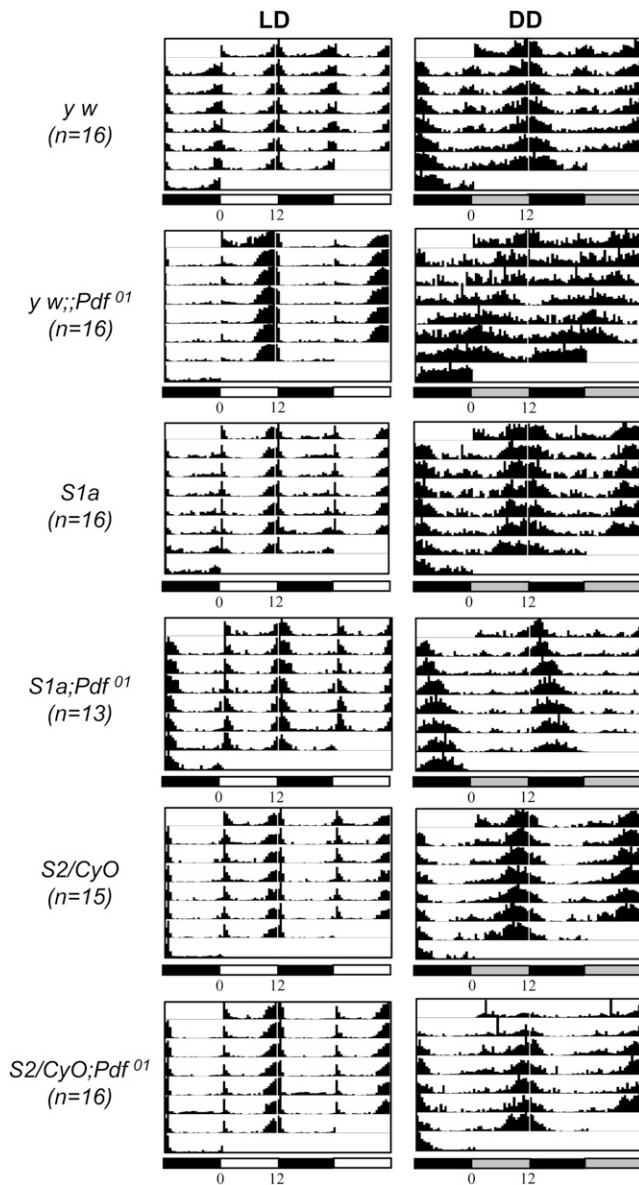 LD DD
y w
(n=16)
0 12 0 12
y w;;Pdf 01
(n=16)
0 12 0 12
S1a
(n=16)
0 12 0 12
S1a;Pdf 01
(n=13)
0 12 0 12
S2/CyO
(n=15)
0 12 0 12
S2/CyO;Pdf 01
(n=16)
0 12 0 12